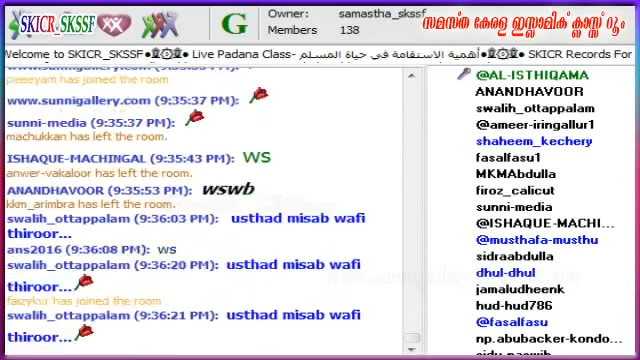 SKICR SKSSF
G
Owner: samastha_skssf
Members 138
സമസ്ത കേരള ഇസ്ലാമിക് ക്ലാസ്സ് റൂം
Welcome to SKICR_SKSSF
Live Padana Class- أهمية الاستقامة في حياة المسلم
SKICR Records For
peeeyam has joined the room
www.sunnigallery.com (9:35:37 PM):
sunni-media (9:35:37 PM):
machukkan has left the room.
ISHAQUE-MACHINGAL (9:35:43 PM): WS
anwer-vakaloor has left the room.
ANANDHAVOOR (9:35:53 PM): wswb
kkm_arimbra has left the room.
swalih_ottappalam (9:36:03 PM): usthad misab wafi
thiroor...
ans2016 (9:36:08 PM): ws
swalih_ottappalam (9:36:20 PM): usthad misab wafi
thiroor...
has joined the room
swalih_ottappalam (9:36:21 PM): usthad misab wafi
thiroor...
@AL-ISTHIQAMA
ANANDHAVOOR
swalih_ottappalam
@ameer-iringallur1
shaheem_kechery
fasalfasu1
MKMAbdulla
firoz_calicut
sunni-media
@ISHAQUE-MACHI...
@musthafa-musthu
sidraabdulla
dhul-dhul
jamaludheenk
hud-hud786
@fasalfasu
np.abubacker-kondo...